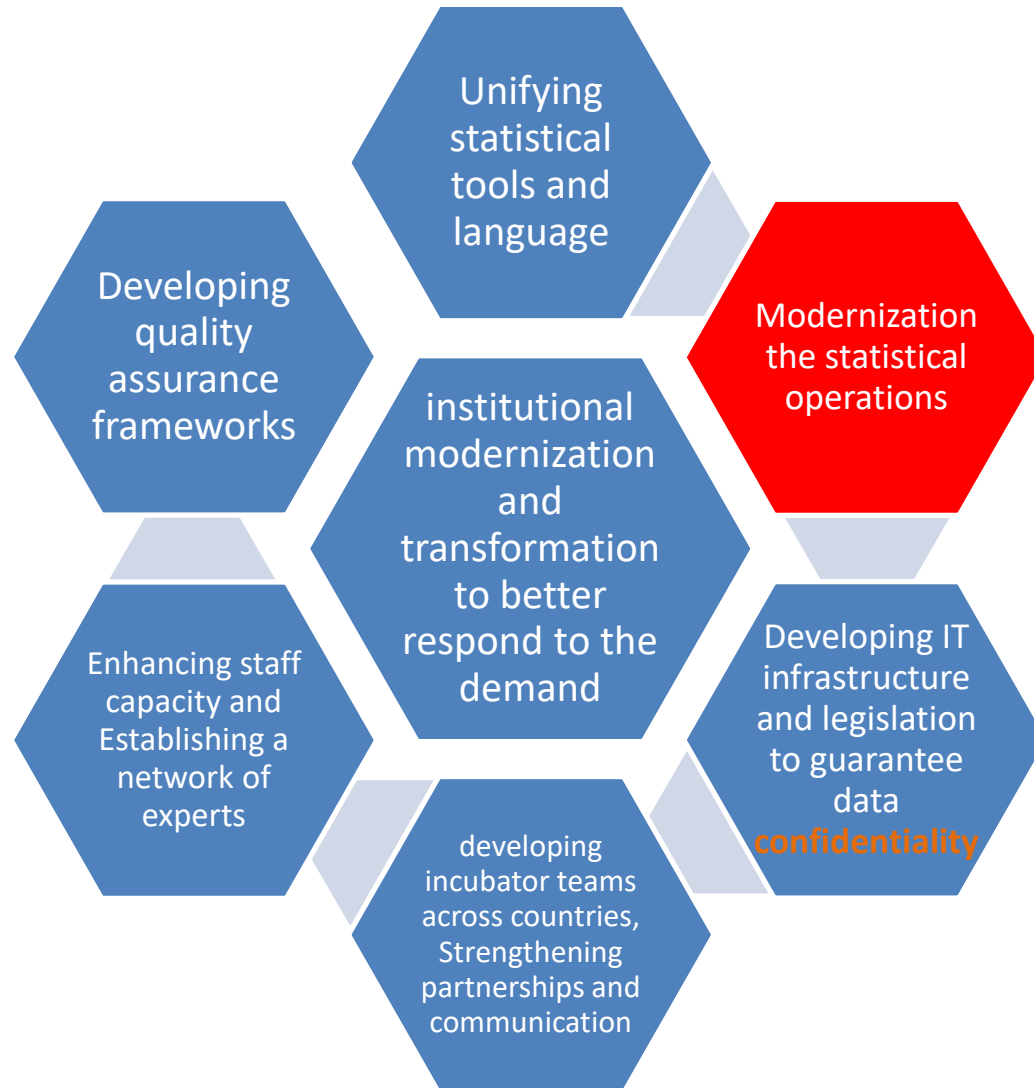 Unifying
statistical
tools and
language
Modernization
the statistical
operations
Developing IT
infrastructure
and legislation
to guarantee
data
confidentiality
developing
incubator teams
across countries,
Strengthening
partnerships and
communication
Enhancing staff
capacity and
Establishing a
network of
experts
Developing
quality
assurance
frameworks
institutional
modernization
and
transformation
to better
respond to the
demand